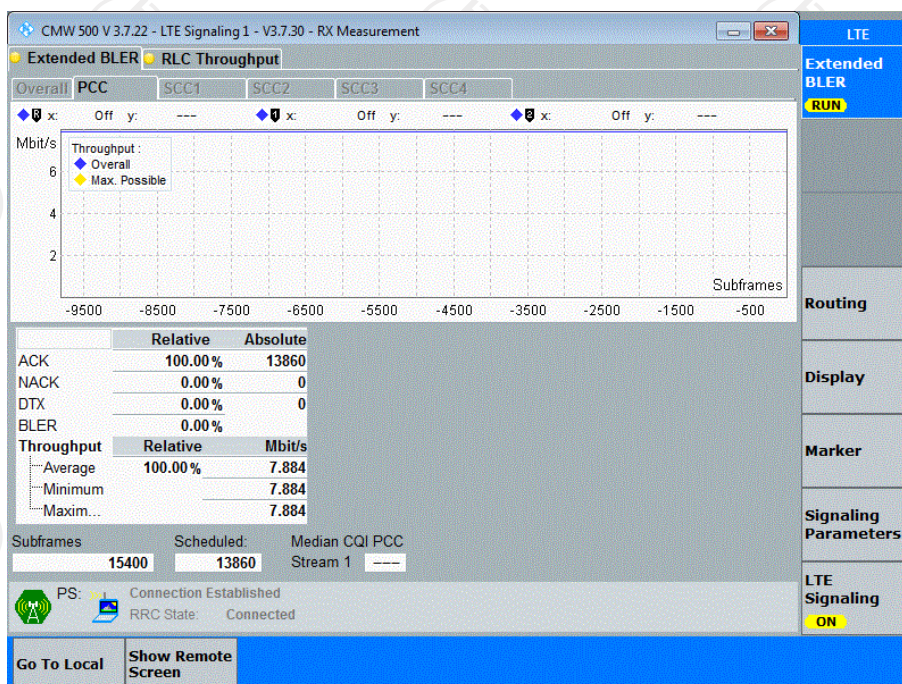 CMW 500 V 3.7.22 - LTE Signaling 1 - V3.7.30 - RX Measurement
LTE
Extended BLER RLC Throughput
Extended
BLER
RUN
Overall PCC SCC1 SCC2 SCC3 SCC4
0 x: Off y: --- 1 x: Off y: --- 2 x: Off y: ---
Mbit/s
Throughput :
Overall
Max. Possible
6
4
2
Subframes
-9500 -8500 -7500 -6500 -5500 -4500 -3500 -2500 -1500 -500
Routing
Relative Absolute
ACK 100.00 % 13860
NACK 0.00 % 0
DTX 0.00 % 0
BLER 0.00 %
Display
Throughput Relative Mbit/s
Average 100.00 % 7.884
Minimum 7.884
Maxim... 7.884
Marker
Subframes Scheduled: Median CQI PCC
15400 13860 Stream 1 ---
Signaling
Parameters
PS: Connection Established
RRC State: Connected
LTE
Signaling
ON
Go To Local
Show Remote
Screen